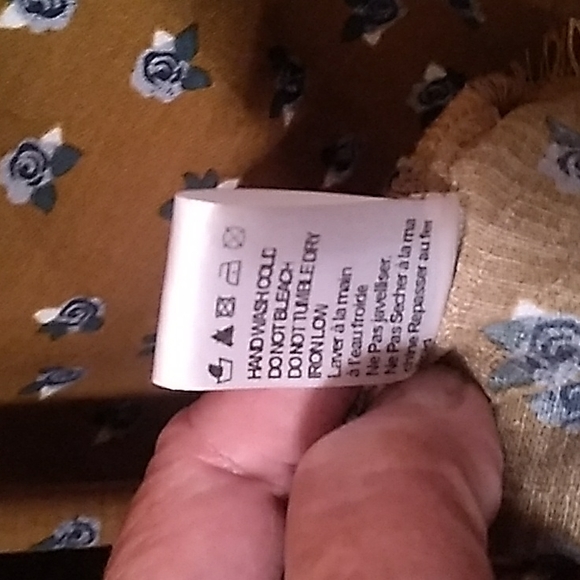 HAND WASH COLD
DO NOT BLEACH
DO NOT TUMBLE DRY
IRON LOW
Laver à la main
à l'eau froide
Ne Pas javelliser.
Ne Pas Secher à la ma
chine Repasser au fer